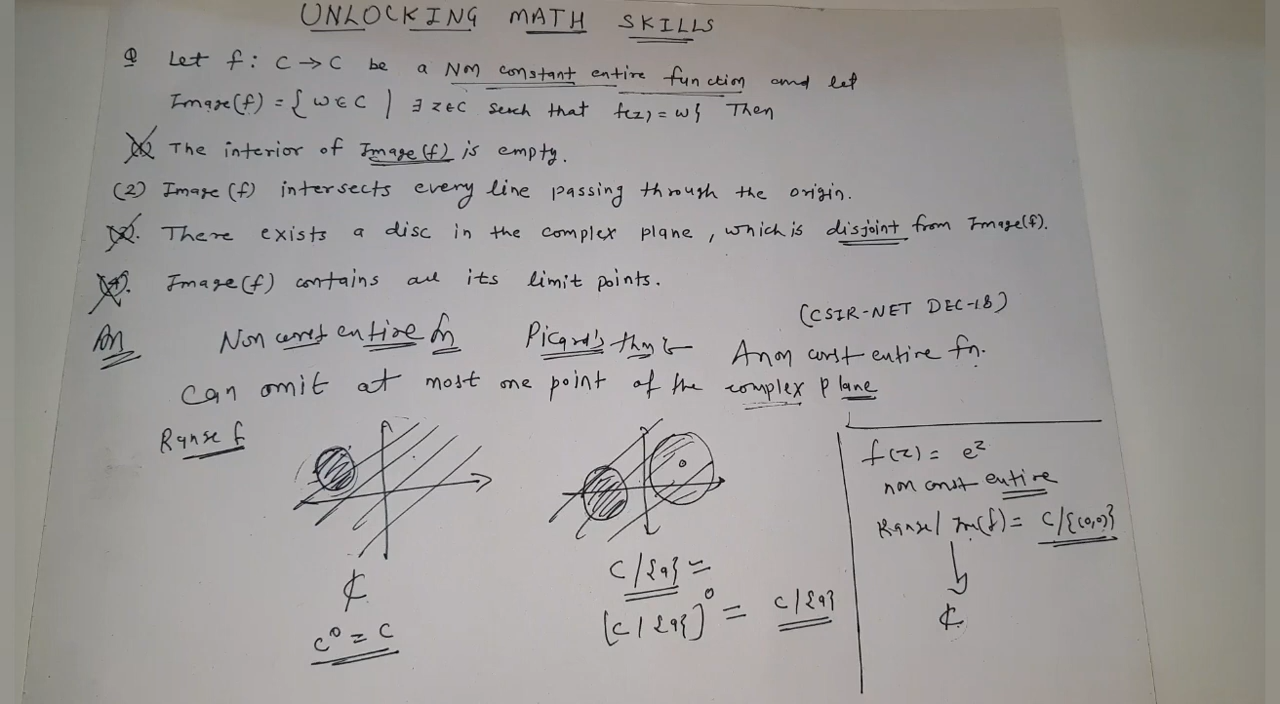 UNLOCKING MATH SKILLS
Q Let f: C → C be a Non constant entire function and let
Image(f) = { w ∈ C | ∃ z ∈ C such that f(z) = w} Then
(1) The interior of Image (f) is empty.
(2) Image (f) intersects every line passing through the origin.
(3). There exists a disc in the complex plane, which is disjoint from Image(f).
(4). Image (f) contains all its limit points.
(CSIR-NET DEC-18)
An Non const entire fn Picard's thm :- A non const entire fn.
can omit at most one point of the complex plane
Range f
f(z) = e^z
non const entire
Range / Im(f) = C/{(0,0)}
₵
₵
C° = C
C/{a} =
[C/{a}]° = C/{a}